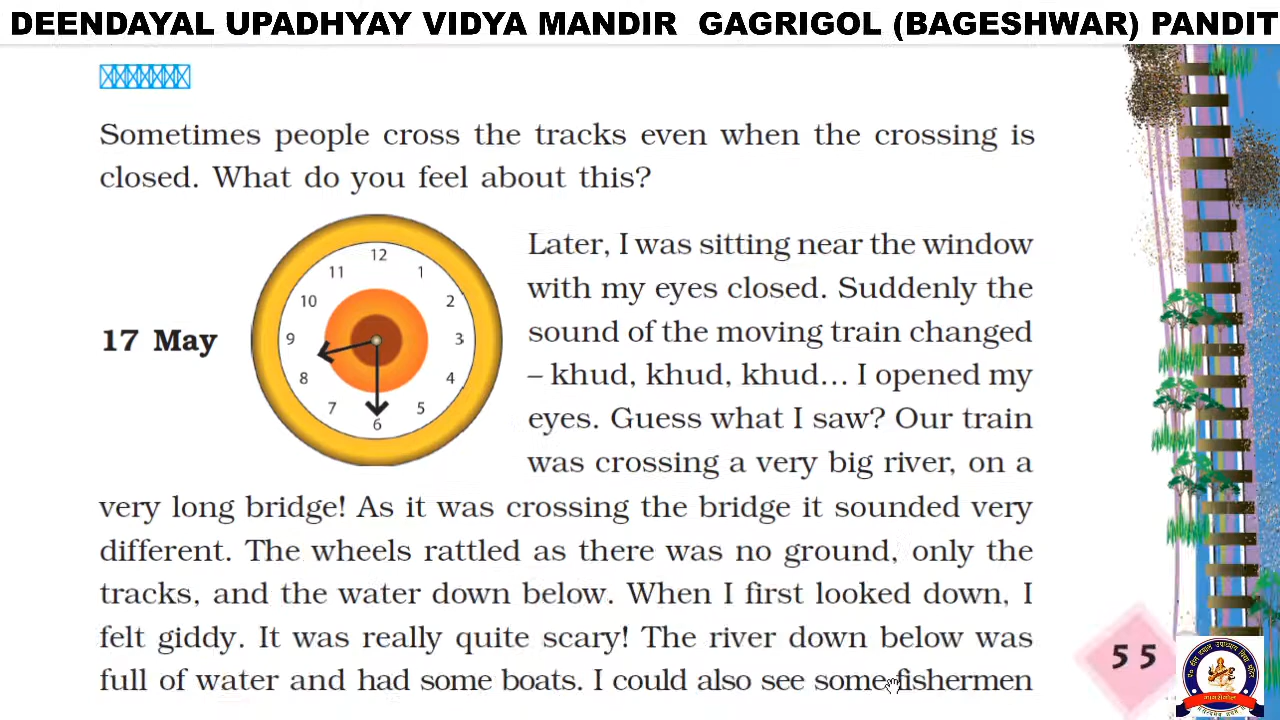 DEENDAYAL UPADHYAY VIDYA MANDIR GAGRIGOL (BAGESHWAR) PANDIT
Sometimes people cross the tracks even when the crossing is
closed. What do you feel about this?
17 May
12
11 1
10 2
9 3
8 4
7 5
6
Later, I was sitting near the window
with my eyes closed. Suddenly the
sound of the moving train changed
– khud, khud, khud... I opened my
eyes. Guess what I saw? Our train
was crossing a very big river, on a
very long bridge! As it was crossing the bridge it sounded very
different. The wheels rattled as there was no ground, only the
tracks, and the water down below. When I first looked down, I
felt giddy. It was really quite scary! The river down below was
full of water and had some boats. I could also see some fishermen
55